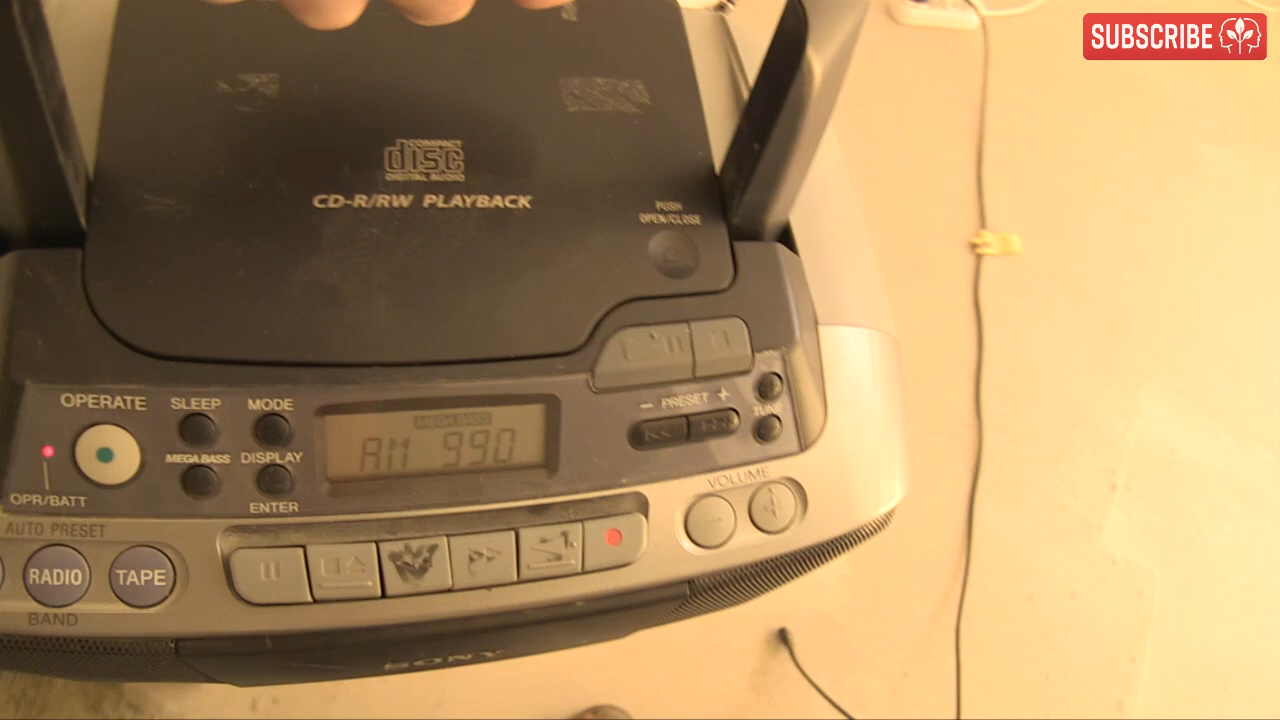 SUBSCRIBE
COMPACT
disc
DIGITAL AUDIO
CD-R/RW PLAYBACK
PUSH
OPEN/CLOSE
OPERATE
SLEEP
MODE
MEGA BASS
AM 990
− PRESET +
TUNE
MEGA BASS
DISPLAY
OPR/BATT
ENTER
VOLUME
AUTO PRESET
RADIO
TAPE
BAND
SONY